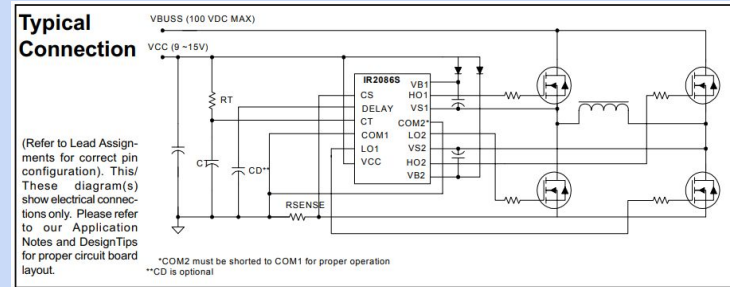 Typical
Connection
VBUSS (100 VDC MAX)
VCC (9 ~15V)
(Refer to Lead Assign-
ments for correct pin
configuration). This/
These diagram(s)
show electrical connec-
tions only. Please refer
to our Application
Notes and DesignTips
for proper circuit board
layout.
RT
CT
CD**
RSENSE
IR2086S
CS
DELAY
CT
COM1
LO1
VCC
VB1
HO1
VS1
COM2*
LO2
VS2
HO2
VB2
*COM2 must be shorted to COM1 for proper operation
**CD is optional